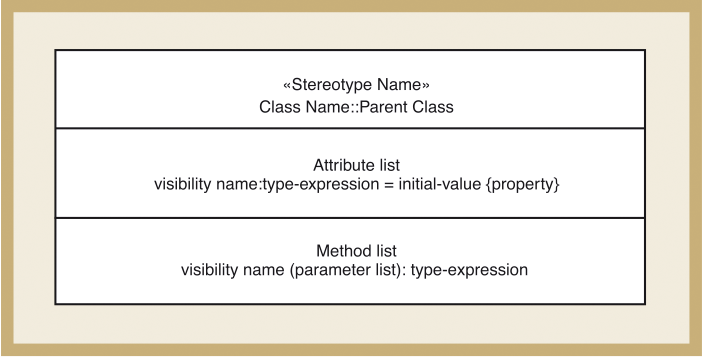 «Stereotype Name»
Class Name::Parent Class
Attribute list
visibility name:type-expression = initial-value {property}
Method list
visibility name (parameter list): type-expression